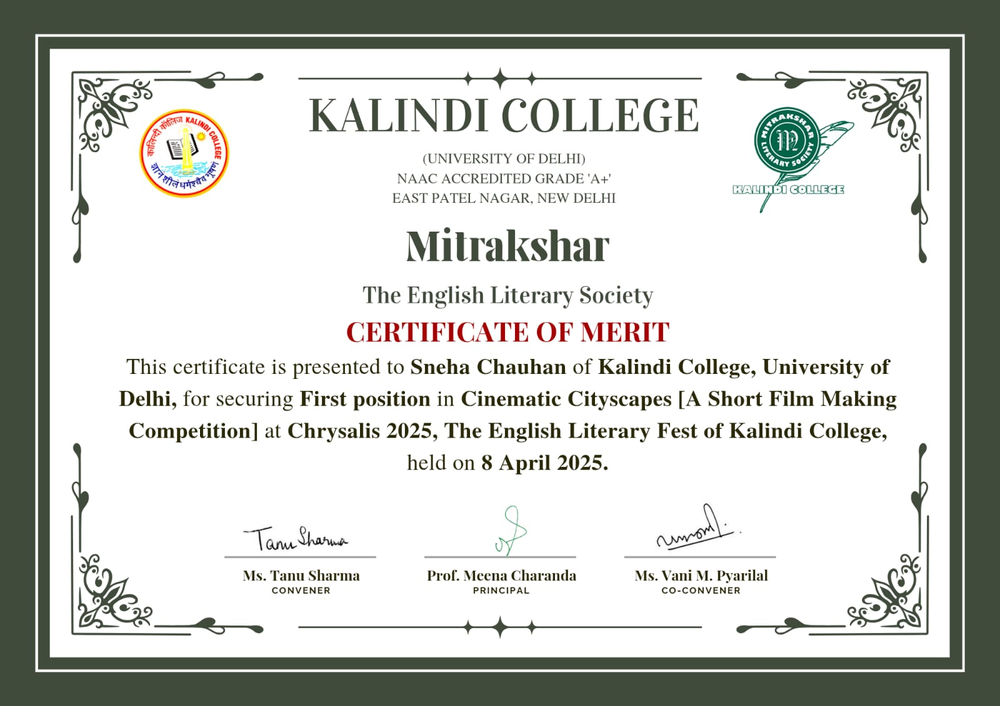 KALINDI COLLEGE
(UNIVERSITY OF DELHI)
NAAC ACCREDITED GRADE 'A+'
EAST PATEL NAGAR, NEW DELHI
कालिन्दी कॉलिज KALINDI COLLEGE
ज्ञानं शीलं धर्मश्चैव भूषणं
MITRAKSHAR
M
LITERARY SOCIETY
KALINDI COLLEGE
Mitrakshar
The English Literary Society
CERTIFICATE OF MERIT
This certificate is presented to Sneha Chauhan of Kalindi College, University of
Delhi, for securing First position in Cinematic Cityscapes [A Short Film Making
Competition] at Chrysalis 2025, The English Literary Fest of Kalindi College,
held on 8 April 2025.
Tanu Sharma
Ms. Tanu Sharma
CONVENER
Prof. Meena Charanda
PRINCIPAL
Ms. Vani M. Pyarilal
CO-CONVENER